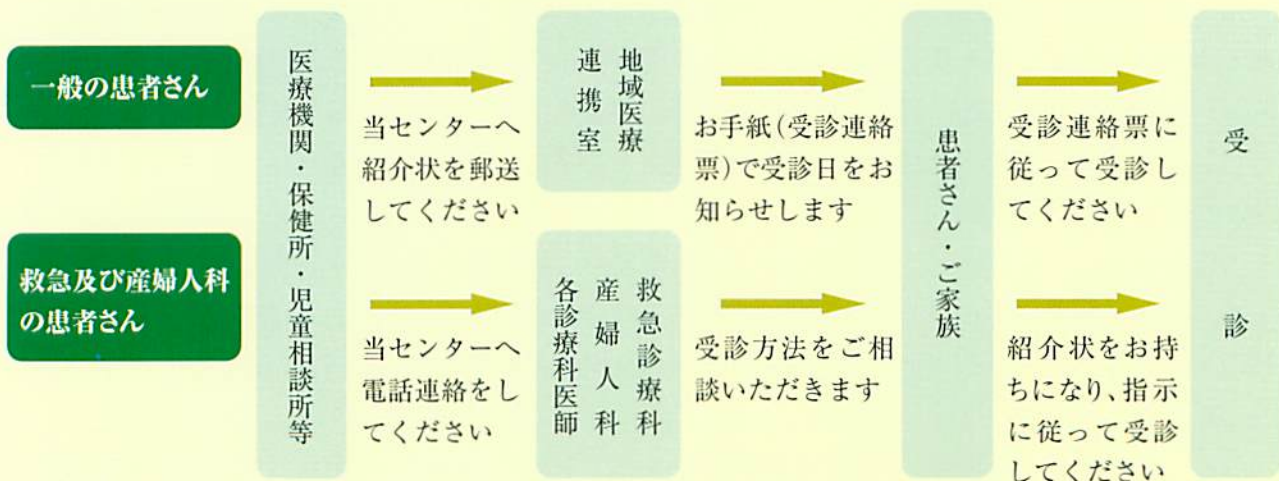 一般の患者さん
医療機関・保健所・児童相談所等
当センターへ
紹介状を郵送
してください
地域医療
連携室
お手紙(受診連絡
票)で受診日をお
知らせします
患者さん・ご家族
受診連絡票に
従って受診し
てください
受診
救急及び産婦人科
の患者さん
当センターへ
電話連絡をし
てください
救急診療科
産婦人科
各診療科医師
受診方法をご相
談いただきます
紹介状をお持
ちになり、指示
に従って受診
してください